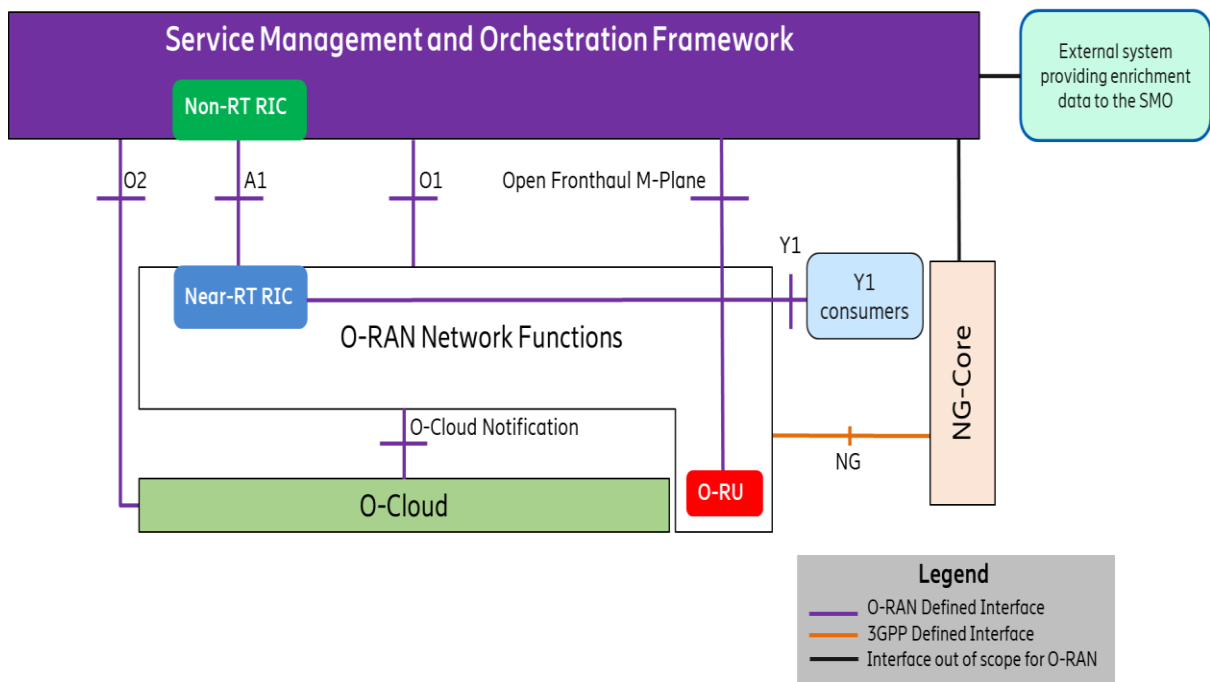 Service Management and Orchestration Framework
External system
providing enrichment
data to the SMO
Non-RT RIC
O2
A1
O1
Open Fronthaul M-Plane
Y1
Near-RT RIC
Y1
consumers
O-RAN Network Functions
NG-Core
O-Cloud Notification
NG
O-Cloud
O-RU
Legend
O-RAN Defined Interface
3GPP Defined Interface
Interface out of scope for O-RAN